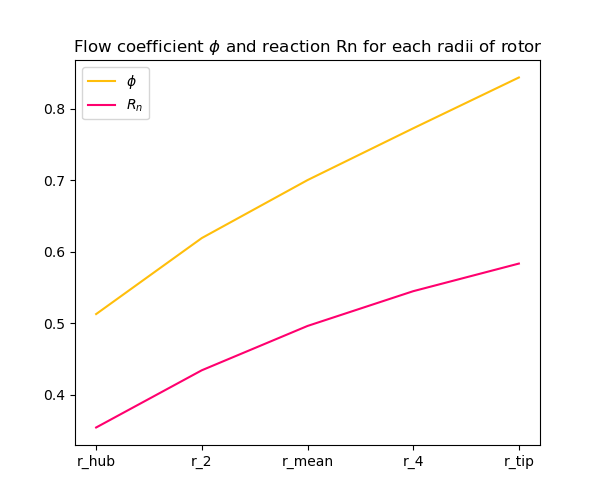 Flow coefficient ϕ and reaction Rn for each radii of rotor
ϕ
Rₙ
0.8
0.7
0.6
0.5
0.4
r_hub r_2 r_mean r_4 r_tip